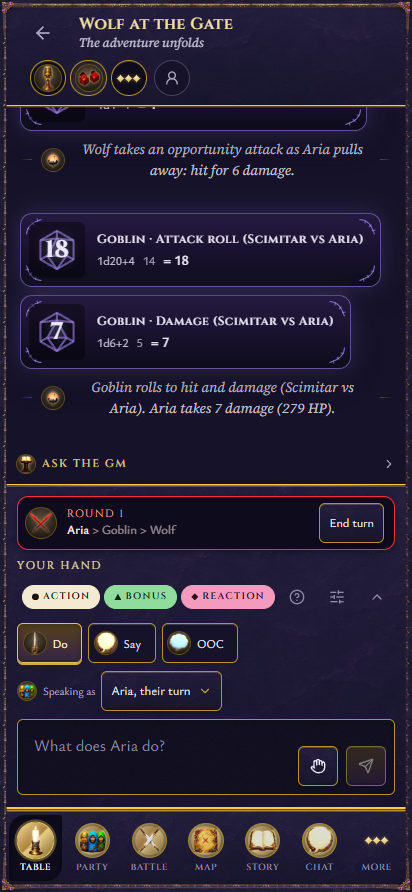 Wolf at the Gate
The adventure unfolds
Wolf takes an opportunity attack as Aria pulls
away: hit for 6 damage.
18
Goblin · Attack roll (Scimitar vs Aria)
1d20+4 14 = 18
7
Goblin · Damage (Scimitar vs Aria)
1d6+2 5 = 7
Goblin rolls to hit and damage (Scimitar vs
Aria). Aria takes 7 damage (279 HP).
ASK THE GM
ROUND 1
Aria > Goblin > Wolf
End turn
YOUR HAND
ACTION
BONUS
REACTION
Do
Say
OOC
Speaking as
Aria, their turn
What does Aria do?
TABLE
PARTY
BATTLE
MAP
STORY
CHAT
MORE